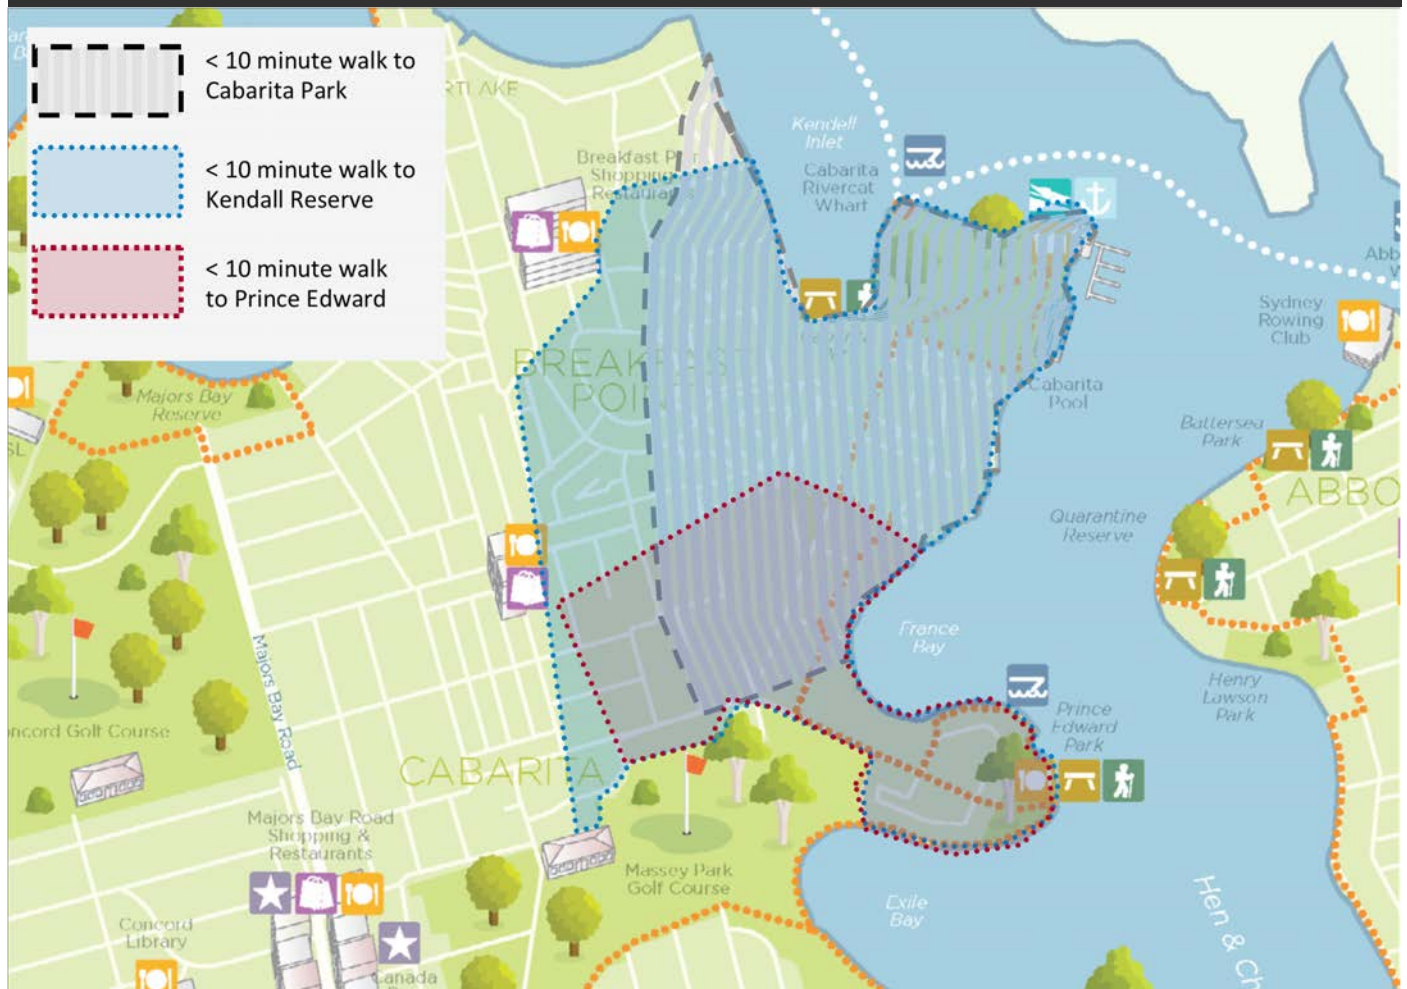 < 10 minute walk to
Cabarita Park
< 10 minute walk to
Kendall Reserve
< 10 minute walk
to Prince Edward
Kendell
Inlet
Cabarita
Rivercat
Wharf
Breakfast
Shopping
Restaurants
BREAKFAST
Sydney
Rowing
Club
Majors Bay
Reserve
Cabarita
Pool
Battersea
Park
ABBO
Quarantine
Reserve
France
Bay
Henry
Lawson
Park
Majors Bay Road
Prince
Edward
Park
oncord Golf Course
CABARITA
Majors Bay Road
Shopping &
Restaurants
Massey Park
Golf Course
Exile
Bay
Hen & Ch
Concord
Library
Canada